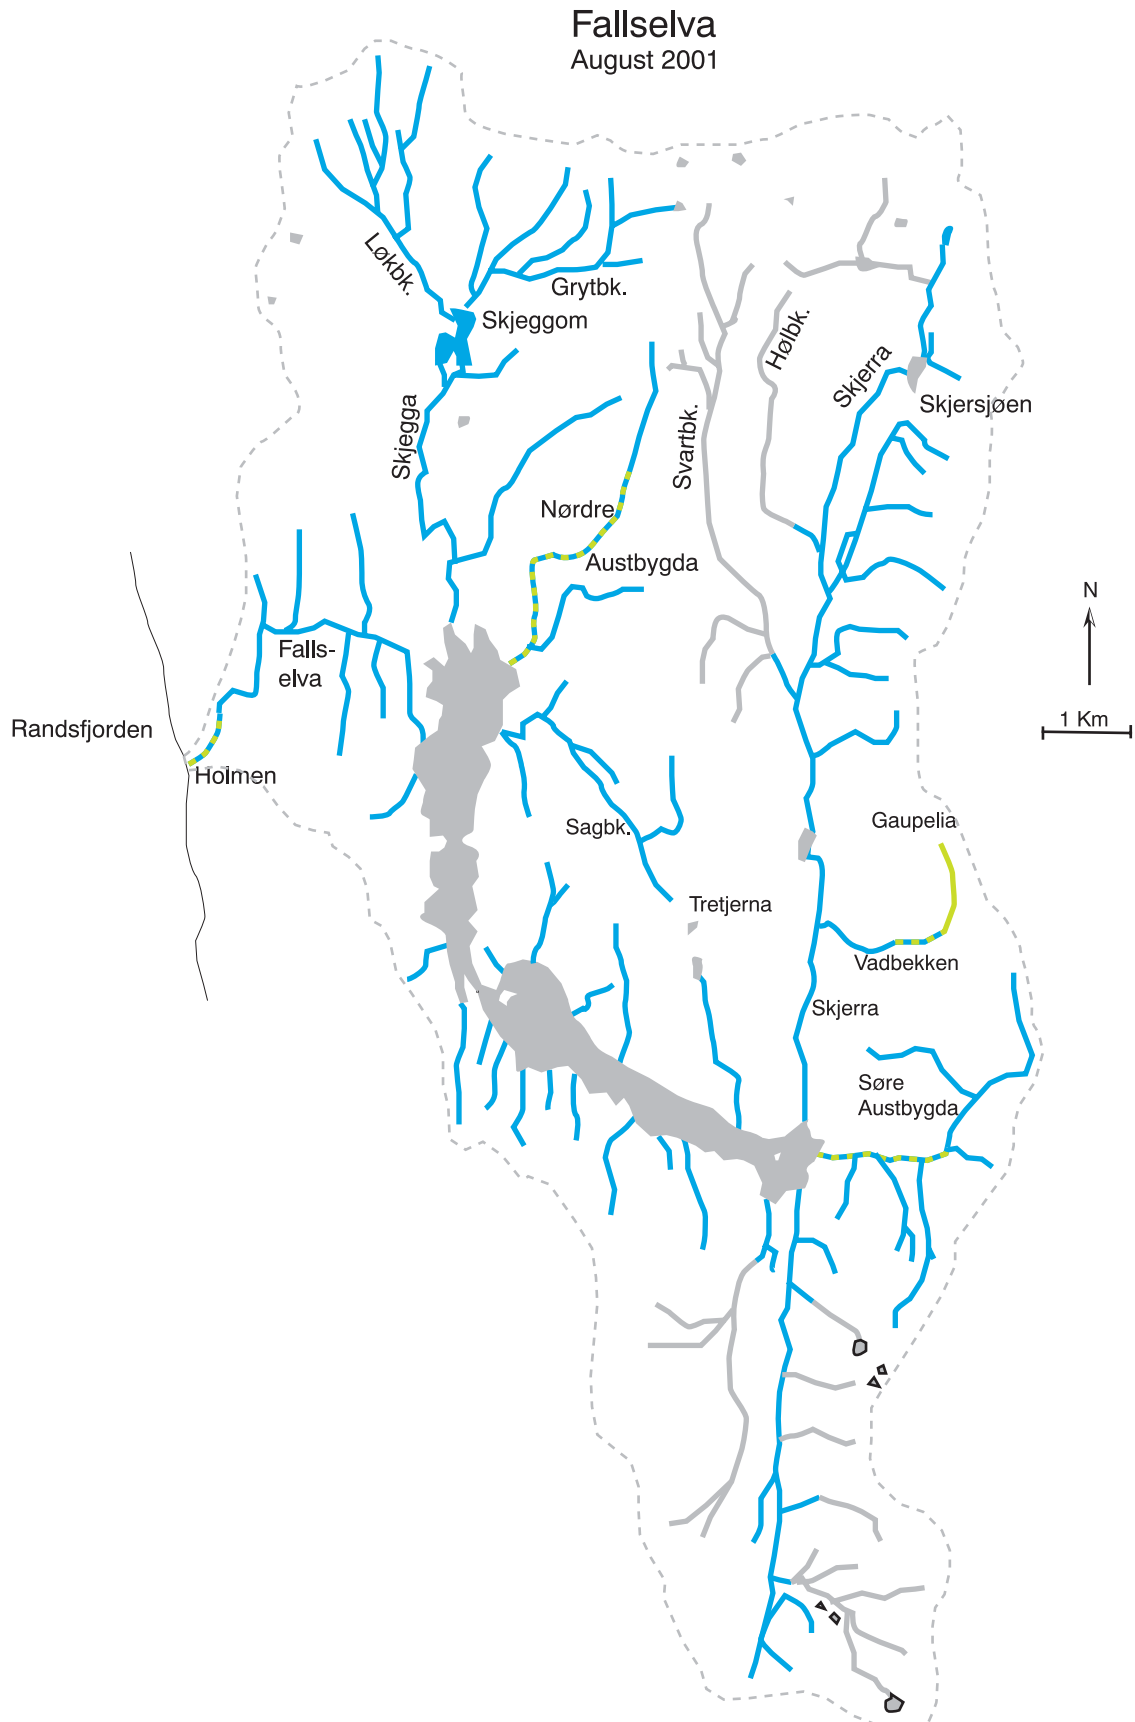 Fallselva
August 2001
Løkbk.
Grytbk.
Skjeggom
Hølbk.
Skjerra
Skjersjøen
Skjegga
Svartbk.
Nørdre
Austbygda
N
Falls-
elva
1 Km
Randsfjorden
Holmen
Gaupelia
Sagbk.
Tretjerna
Vadbekken
Skjerra
Søre
Austbygda